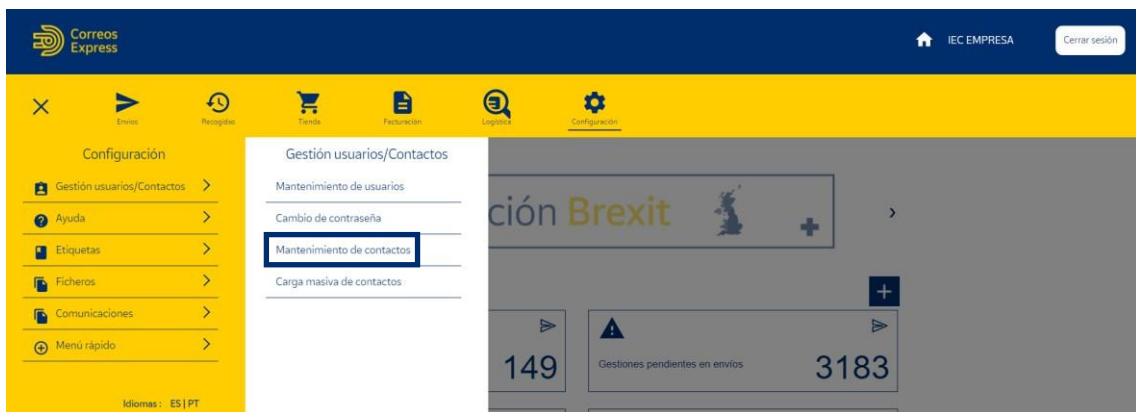 Correos
Express
IEC EMPRESA
Cerrar sesión
Envíos
Recogidas
Tienda
Facturación
Logística
Configuración
Configuración
Gestión usuarios/Contactos
Ayuda
Etiquetas
Ficheros
Comunicaciones
Menú rápido
Idiomas : ES | PT
Gestión usuarios/Contactos
Mantenimiento de usuarios
Cambio de contraseña
Mantenimiento de contactos
Carga masiva de contactos
ción Brexit
149
Gestiones pendientes en envíos
3183